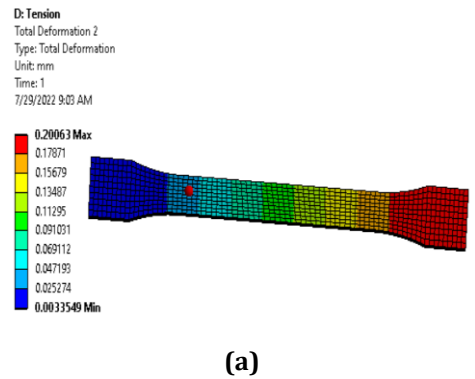 D: Tension
Total Deformation 2
Type: Total Deformation
Unit: mm
Time: 1
7/29/2022 9:03 AM
0.20063 Max
0.17871
0.15679
0.13487
0.11295
0.091031
0.069112
0.047193
0.025274
0.0033549 Min
(a)